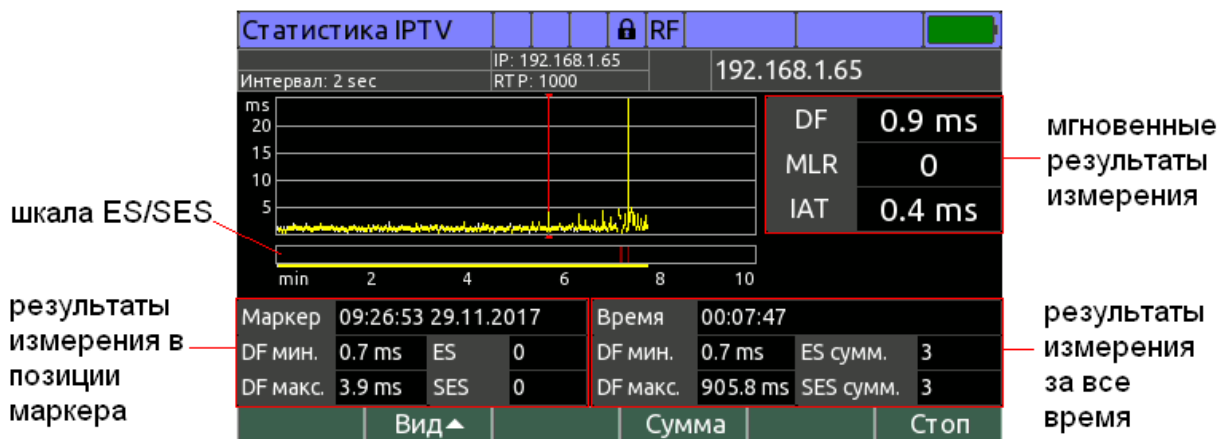 Статистика IPTV RF
IP: 192.168.1.65
192.168.1.65
Интервал: 2 sec
RTP: 1000
ms
20
15
10
5
min 2 4 6 8 10
DF 0.9 ms
MLR 0
IAT 0.4 ms
мгновенные
результаты
измерения
шкала ES/SES
результаты
измерения в
позиции
маркера
Маркер 09:26:53 29.11.2017
DF мин. 0.7 ms ES 0
DF макс. 3.9 ms SES 0
Время 00:07:47
DF мин. 0.7 ms ES сумм. 3
DF макс. 905.8 ms SES сумм. 3
результаты
измерения
за все
время
Вид Сумма Стоп